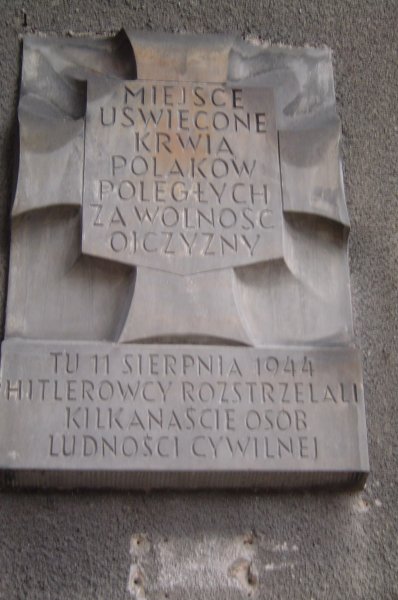 MIEJSCE
UŚWIĘCONE
KRWIĄ
POLAKÓW
POLEGŁYCH
ZA WOLNOŚĆ
OJCZYZNY
TU 11 SIERPNIA 1944
HITLEROWCY ROZSTRZELALI
KILKANAŚCIE OSÓB
LUDNOŚCI CYWILNEJ